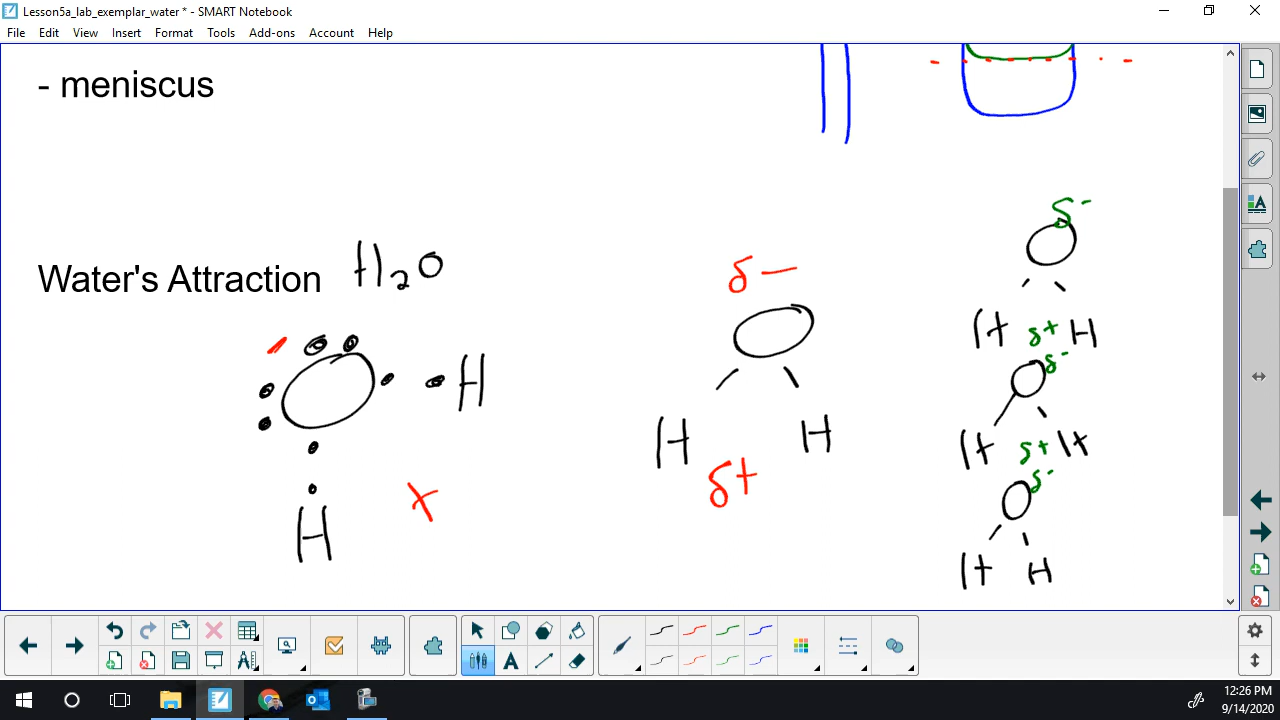 Lesson5a_lab_exemplar_water * - SMART Notebook
File Edit View Insert Format Tools Add-ons Account Help
- meniscus
Water's Attraction H₂O
δ-
δ-
H
H δ+ H
δ-
H H
H δ+ H
δ+
δ-
+
H
H H
A
12:26 PM
9/14/2020